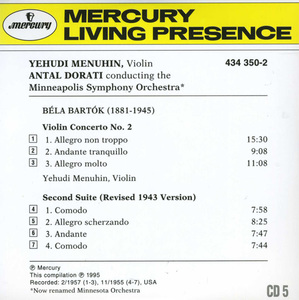 mercury
MERCURY
LIVING PRESENCE
YEHUDI MENUHIN, Violin
434 350-2
ANTAL DORATI conducting the
Minneapolis Symphony Orchestra*
BÉLA BARTÓK (1881-1945)
Violin Concerto No. 2
1 1. Allegro non troppo 15:30
2 2. Andante tranquillo 9:08
3 3. Allegro molto 11:08
Yehudi Menuhin, Violin
Second Suite (Revised 1943 Version)
4 1. Comodo 7:58
5 2. Allegro scherzando 8:25
6 3. Andante 7:47
7 4. Comodo 7:44
Ⓟ Mercury
This compilation Ⓟ 1995
Recorded: 2/1957 (1-3), 11/1955 (4-7), USA
*Now renamed Minnesota Orchestra
CD 5